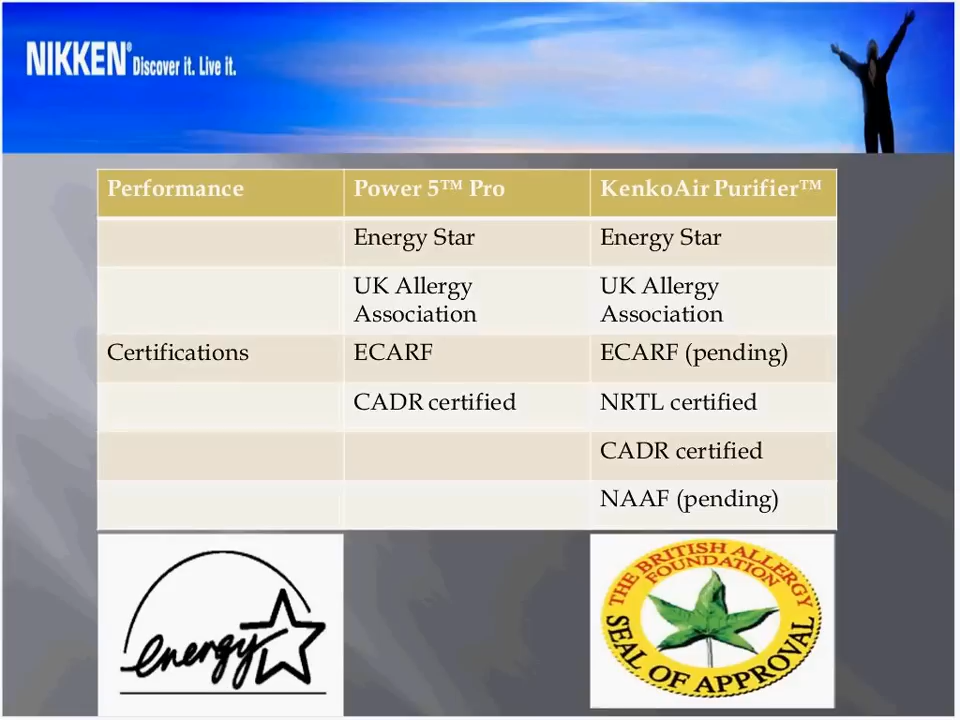 NIKKEN® Discover it. Live it.
Performance Power 5™ Pro KenkoAir Purifier™
Energy Star Energy Star
UK Allergy Association UK Allergy Association
Certifications ECARF ECARF (pending)
CADR certified NRTL certified
CADR certified
NAAF (pending)
energy
THE BRITISH ALLERGY
FOUNDATION
SEAL OF APPROVAL